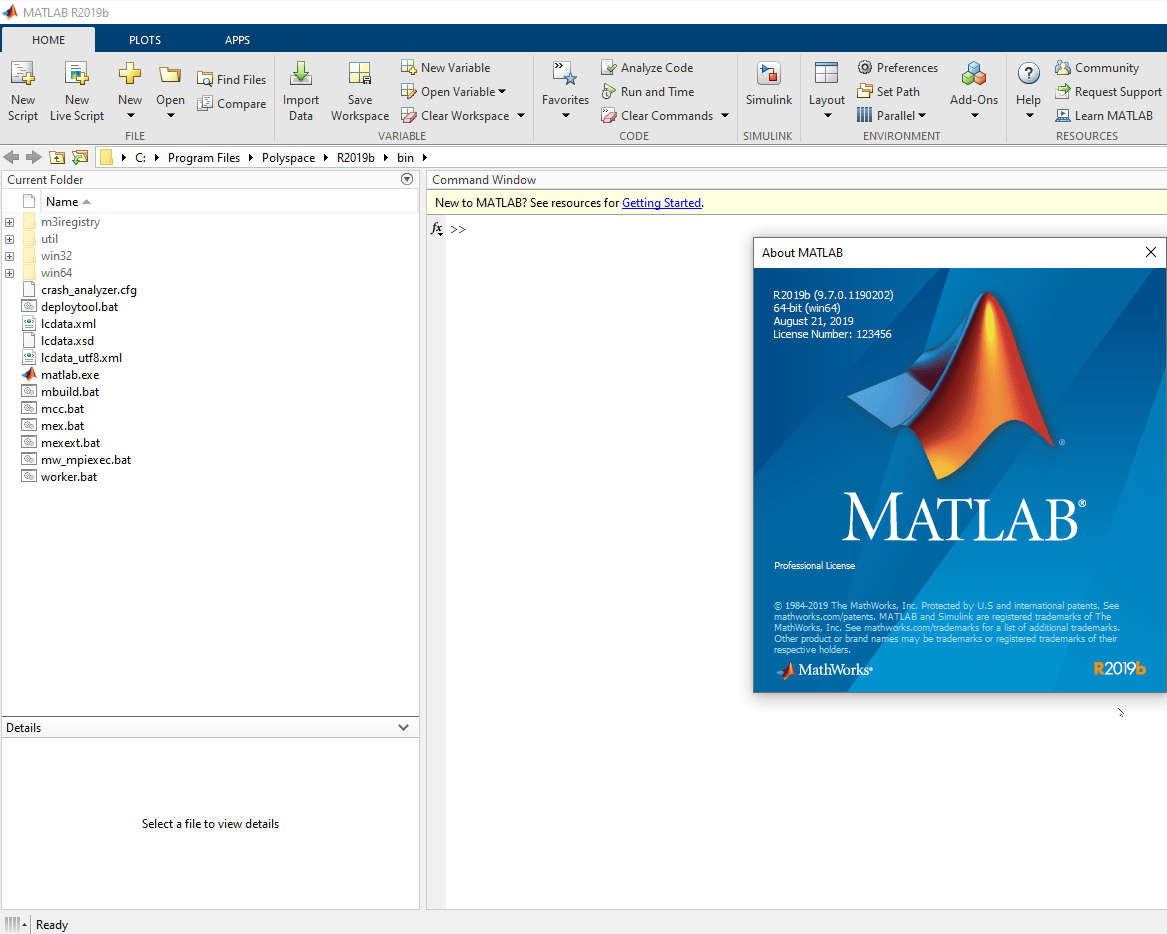 MATLAB R2019b
HOME PLOTS APPS
New Script
New Live Script
New
Open
Find Files
Compare
FILE
Import Data
Save Workspace
New Variable
Open Variable
Clear Workspace
VARIABLE
Favorites
Analyze Code
Run and Time
Clear Commands
CODE
Simulink
SIMULINK
Layout
Preferences
Set Path
Parallel
Add-Ons
ENVIRONMENT
Help
Community
Request Support
Learn MATLAB
RESOURCES
C: Program Files Polyspace R2019b bin
Current Folder
Name
m3iregistry
util
win32
win64
crash_analyzer.cfg
deploytool.bat
lcdata.xml
lcdata.xsd
lcdata_utf8.xml
matlab.exe
mbuild.bat
mcc.bat
mex.bat
mexext.bat
mw_mpiexec.bat
worker.bat
Details
Select a file to view details
Command Window
New to MATLAB? See resources for Getting Started.
fx >>
About MATLAB
R2019b (9.7.0.1190202)
64-bit (win64)
August 21, 2019
License Number: 123456
®
MATLAB®
Professional License
© 1984-2019 The MathWorks, Inc. Protected by U.S and international patents. See
mathworks.com/patents. MATLAB and Simulink are registered trademarks of The
MathWorks, Inc. See mathworks.com/trademarks for a list of additional trademarks.
Other product or brand names may be trademarks or registered trademarks of their
respective holders.
MathWorks® R2019b
Ready